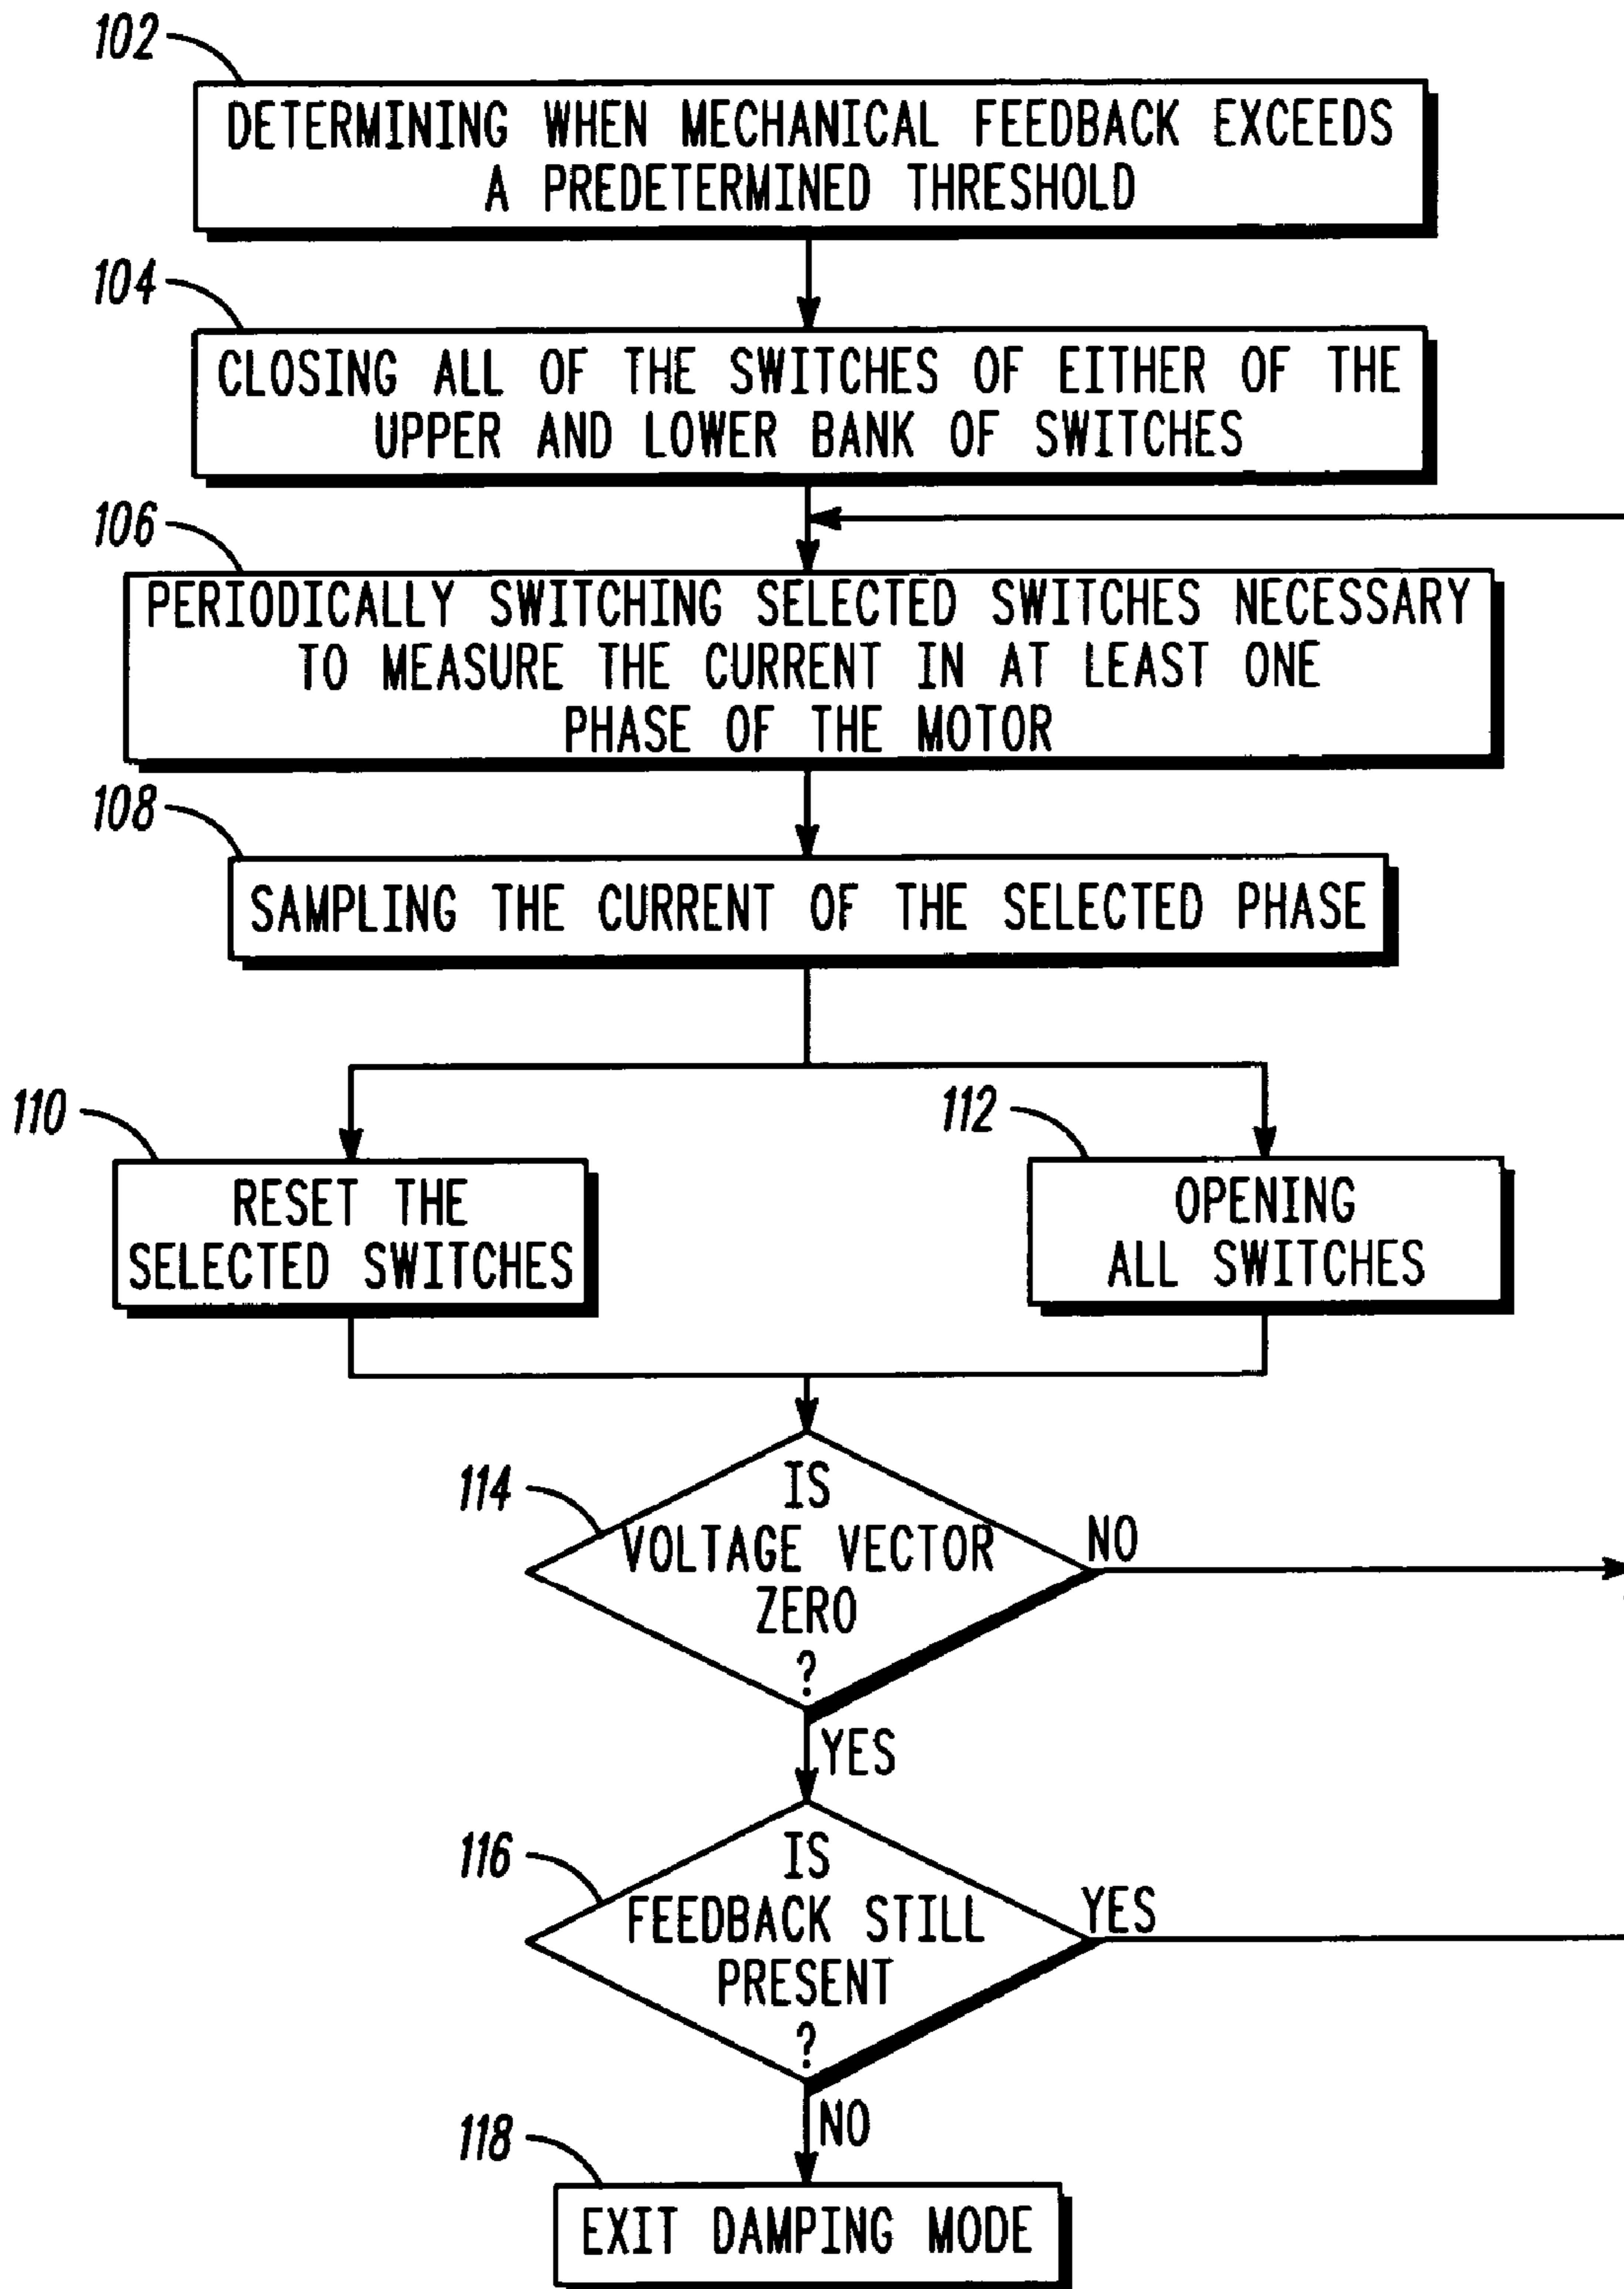 102
DETERMINING WHEN MECHANICAL FEEDBACK EXCEEDS
A PREDETERMINED THRESHOLD
104
CLOSING ALL OF THE SWITCHES OF EITHER OF THE
UPPER AND LOWER BANK OF SWITCHES
106
PERIODICALLY SWITCHING SELECTED SWITCHES NECESSARY
TO MEASURE THE CURRENT IN AT LEAST ONE
PHASE OF THE MOTOR
108
SAMPLING THE CURRENT OF THE SELECTED PHASE
110
RESET THE
SELECTED SWITCHES
112
OPENING
ALL SWITCHES
114
IS
VOLTAGE VECTOR
ZERO
?
NO
YES
116
IS
FEEDBACK STILL
PRESENT
?
YES
NO
118
EXIT DAMPING MODE